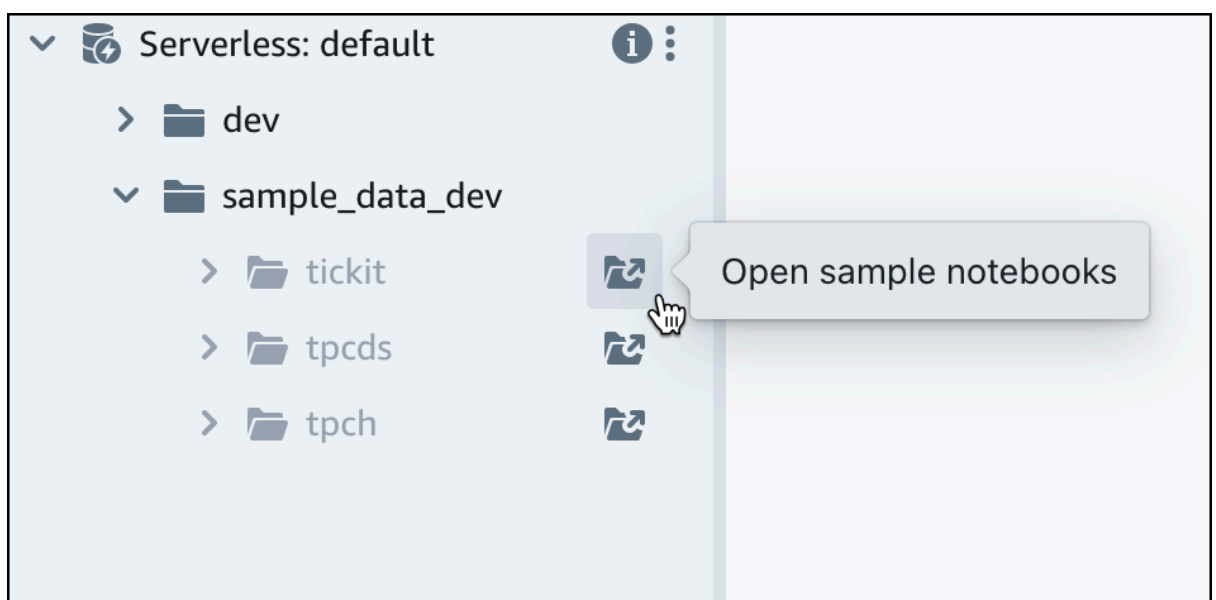 Serverless: default
dev
sample_data_dev
tickit
Open sample notebooks
tpcds
tpch